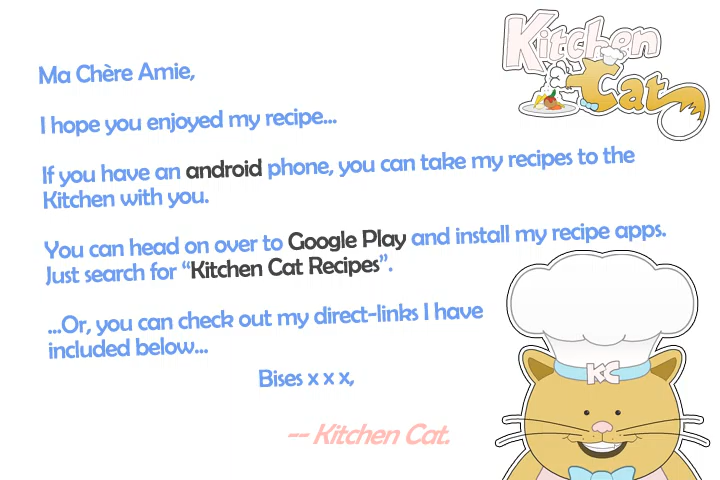 Kitchen
Cat
Ma Chère Amie,
I hope you enjoyed my recipe...
If you have an android phone, you can take my recipes to the
Kitchen with you.
You can head on over to Google Play and install my recipe apps.
Just search for “Kitchen Cat Recipes”.
...Or, you can check out my direct-links I have
included below...
Bises x x x,
-- Kitchen Cat.
KC